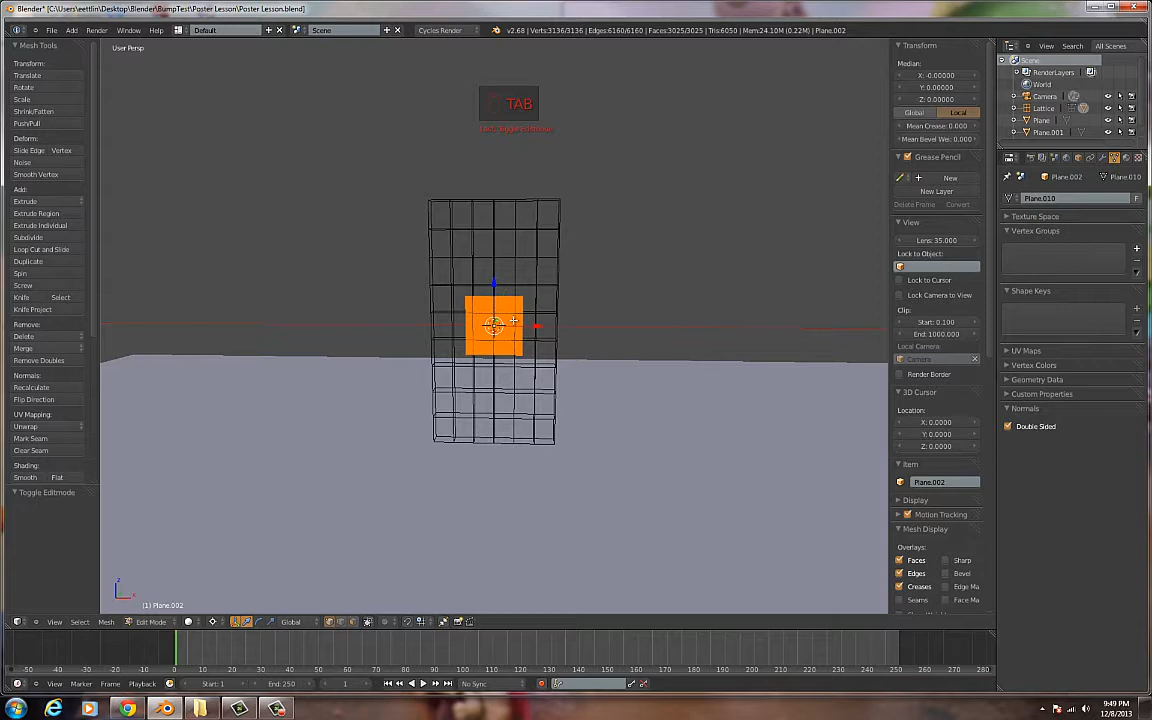 Blender* [C:\Users\eettlin\Desktop\Blender\BumpTest\Poster Lesson\Poster Lesson.blend]
File Add Render Window Help Default Scene Cycles Render v2.68 | Verts:3136/3136 | Edges:6160/6160 | Faces:3025/3025 | Tris:6050 | Mem:24.10M (0.22M) | Plane.002
Mesh Tools
Transform:
Translate
Rotate
Scale
Shrink/Fatten
Push/Pull
Deform:
Slide Edge Vertex
Noise
Smooth Vertex
Add:
Extrude
Extrude Region
Extrude Individual
Subdivide
Loop Cut and Slide
Duplicate
Spin
Screw
Knife Select
Knife Project
Remove:
Delete
Merge
Remove Doubles
Normals:
Recalculate
Flip Direction
UV Mapping:
Unwrap
Mark Seam
Clear Seam
Shading:
Smooth Flat
Toggle Editmode
User Persp
TAB
(1) Plane.002
Transform
Median:
X: -0.00000
Y: 0.00000
Z: 0.00000
Global Local
Mean Crease: 0.000
Mean Bevel Wei: 0.000
Grease Pencil
New
New Layer
Delete Frame Convert
View
Lens: 35.000
Lock to Object:
Lock to Cursor
Lock Camera to View
Clip:
Start: 0.100
End: 1000.000
Local Camera:
Camera
Render Border
3D Cursor
Location:
X: 0.0000
Y: 0.0000
Z: 0.0000
Item
Plane.002
Display
Motion Tracking
Mesh Display
Overlays:
Faces Sharp
Edges Bevel
Creases Edge Ma
Seams Face Ma
View Search All Scenes
Scene
RenderLayers
World
Camera
Lattice
Plane
Plane.001
Plane.002 Plane.010
Plane.010 F
Texture Space
Vertex Groups
Shape Keys
UV Maps
Vertex Colors
Geometry Data
Custom Properties
Normals
Double Sided
View Select Mesh Edit Mode Global
-50 -40 -30 -20 -10 0 10 20 30 40 50 60 70 80 90 100 110 120 130 140 150 160 170 180 190 200 210 220 230 240 250 260 270 280
View Marker Frame Playback Start: 1 End: 250 1 No Sync
9:49 PM
12/8/2013